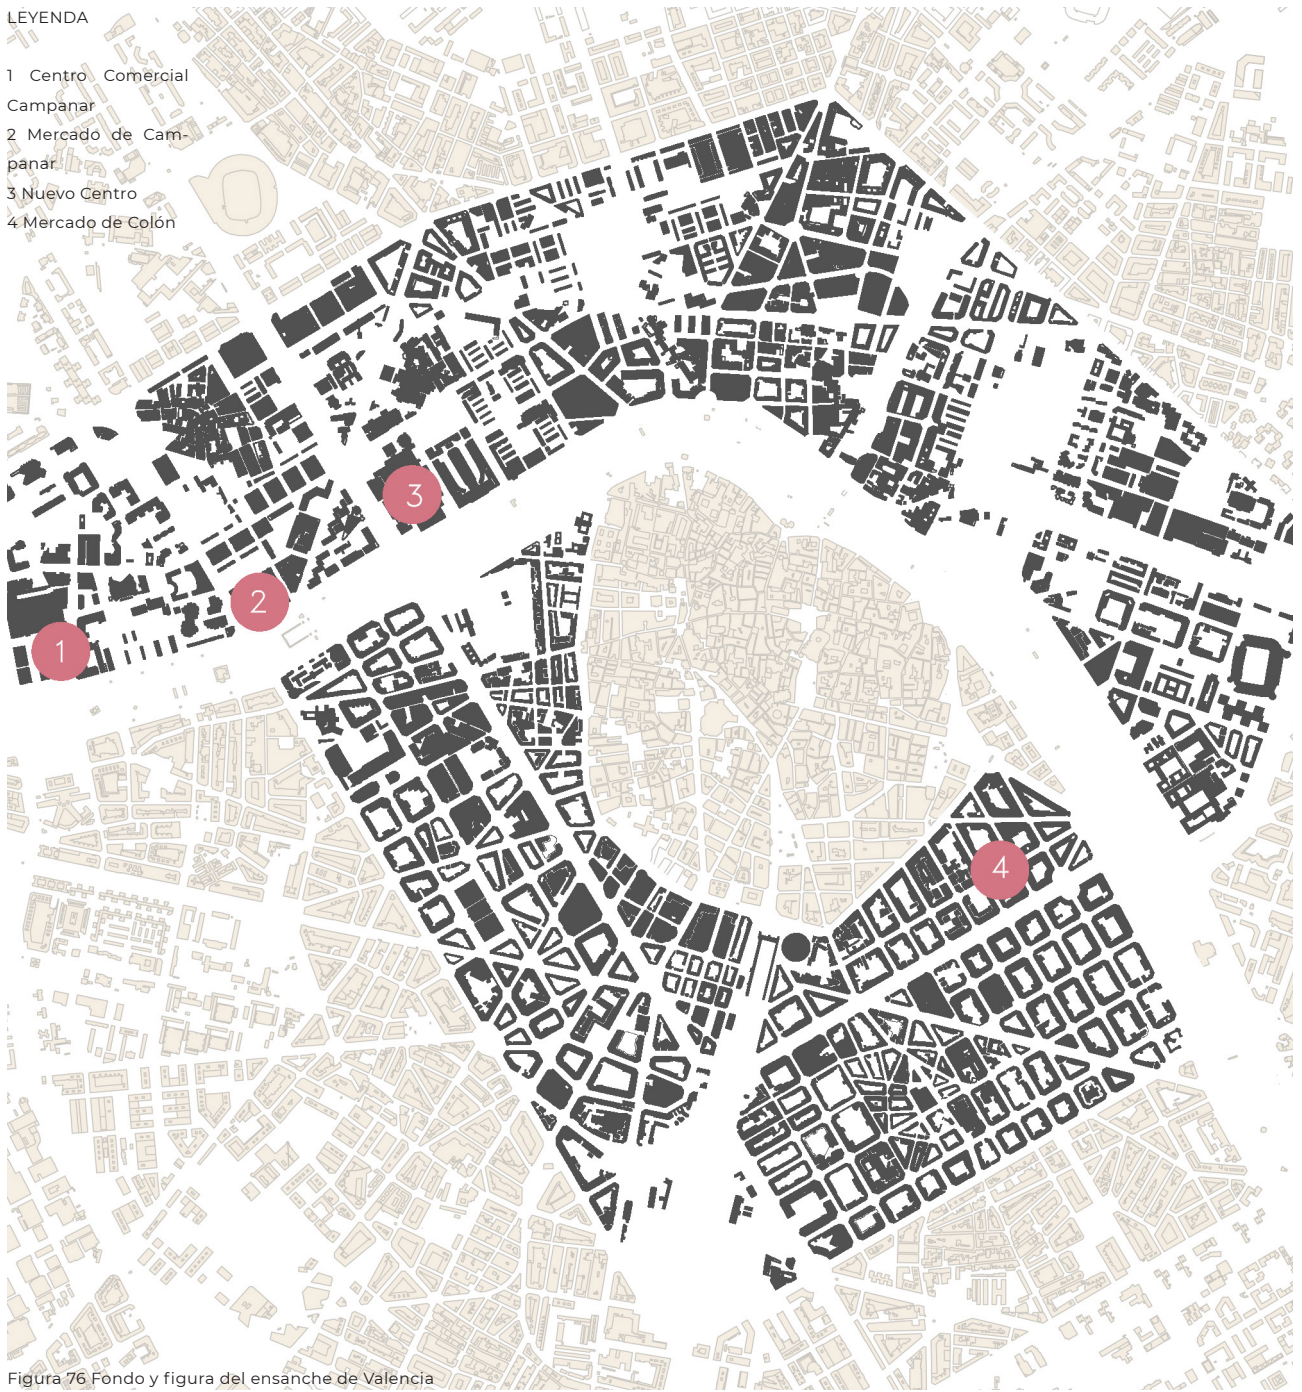 LEYENDA
1 Centro Comercial
Campanar
2 Mercado de Cam-
panar
3 Nuevo Centro
4 Mercado de Colón
3
2
1
4
Figura 76 Fondo y figura del ensanche de Valencia